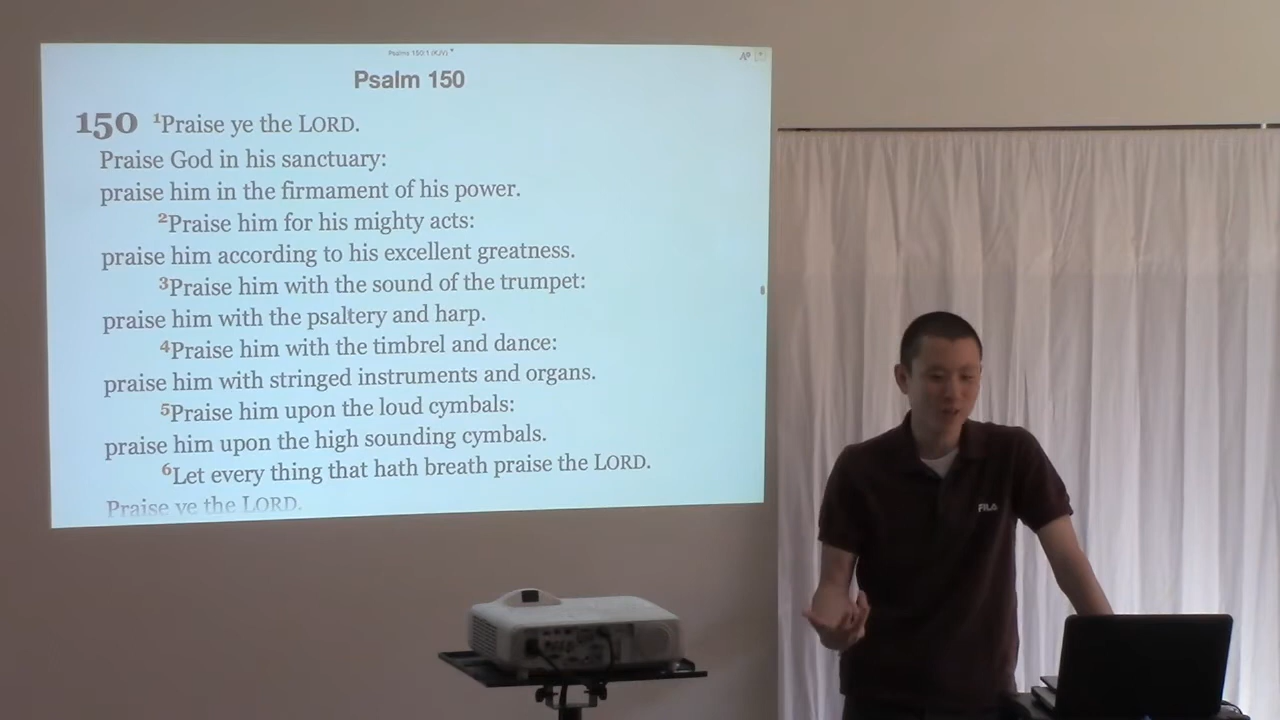 Psalms 150:1 (KJV)
Psalm 150
150 1Praise ye the LORD.
Praise God in his sanctuary:
praise him in the firmament of his power.
2Praise him for his mighty acts:
praise him according to his excellent greatness.
3Praise him with the sound of the trumpet:
praise him with the psaltery and harp.
4Praise him with the timbrel and dance:
praise him with stringed instruments and organs.
5Praise him upon the loud cymbals:
praise him upon the high sounding cymbals.
6Let every thing that hath breath praise the LORD.
Praise ye the LORD.
FILA